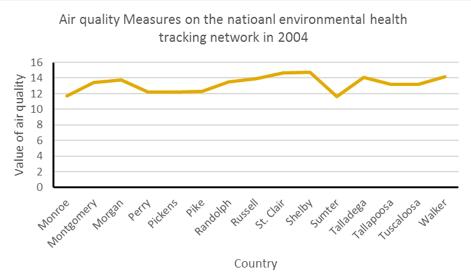 Air quality Measures on the natioanl environmental health
tracking network in 2004
Value of air quality
16
14
12
10
8
6
4
2
0
Monroe
Montgomery
Morgan
Perry
Pickens
Pike
Randolph
Russell
St. Clair
Shelby
Sumter
Talladega
Tallapoosa
Tuscaloosa
Walker
Country